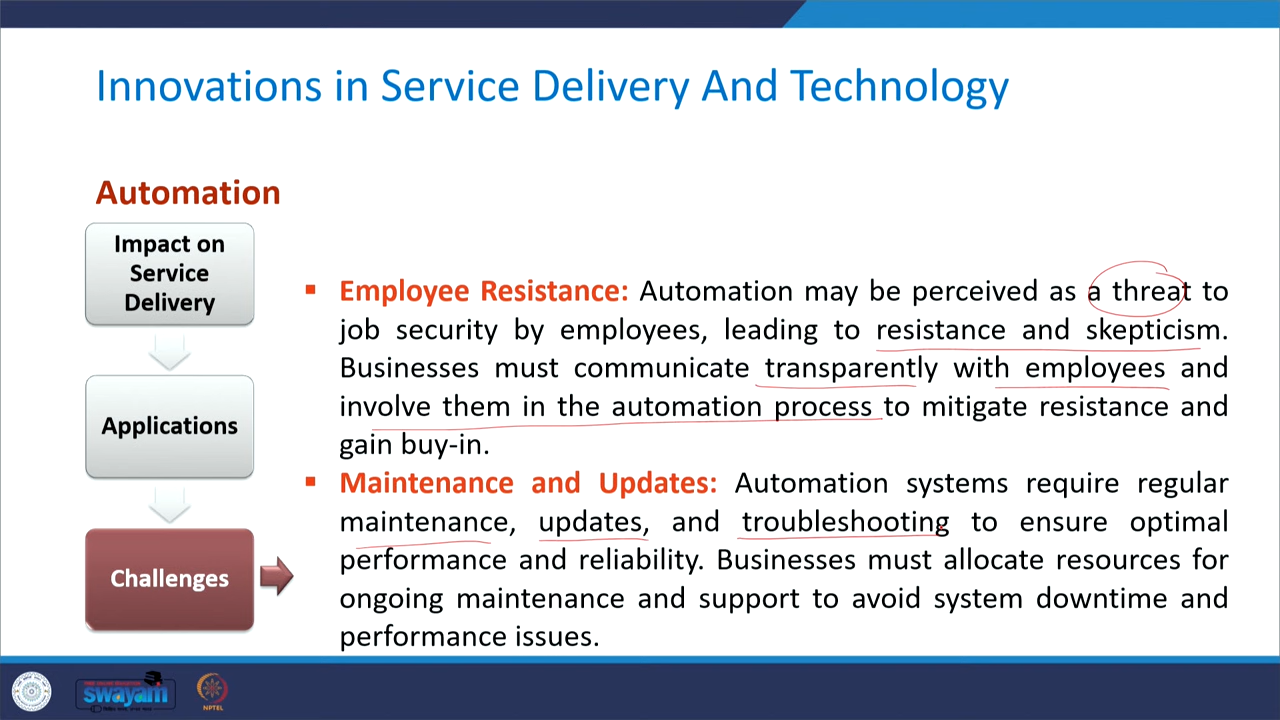 Innovations in Service Delivery And Technology
Automation
Impact on
Service
Delivery
Applications
Challenges
▪ Employee Resistance: Automation may be perceived as a threat to
job security by employees, leading to resistance and skepticism.
Businesses must communicate transparently with employees and
involve them in the automation process to mitigate resistance and
gain buy-in.
▪ Maintenance and Updates: Automation systems require regular
maintenance, updates, and troubleshooting to ensure optimal
performance and reliability. Businesses must allocate resources for
ongoing maintenance and support to avoid system downtime and
performance issues.
swayam
NPTEL